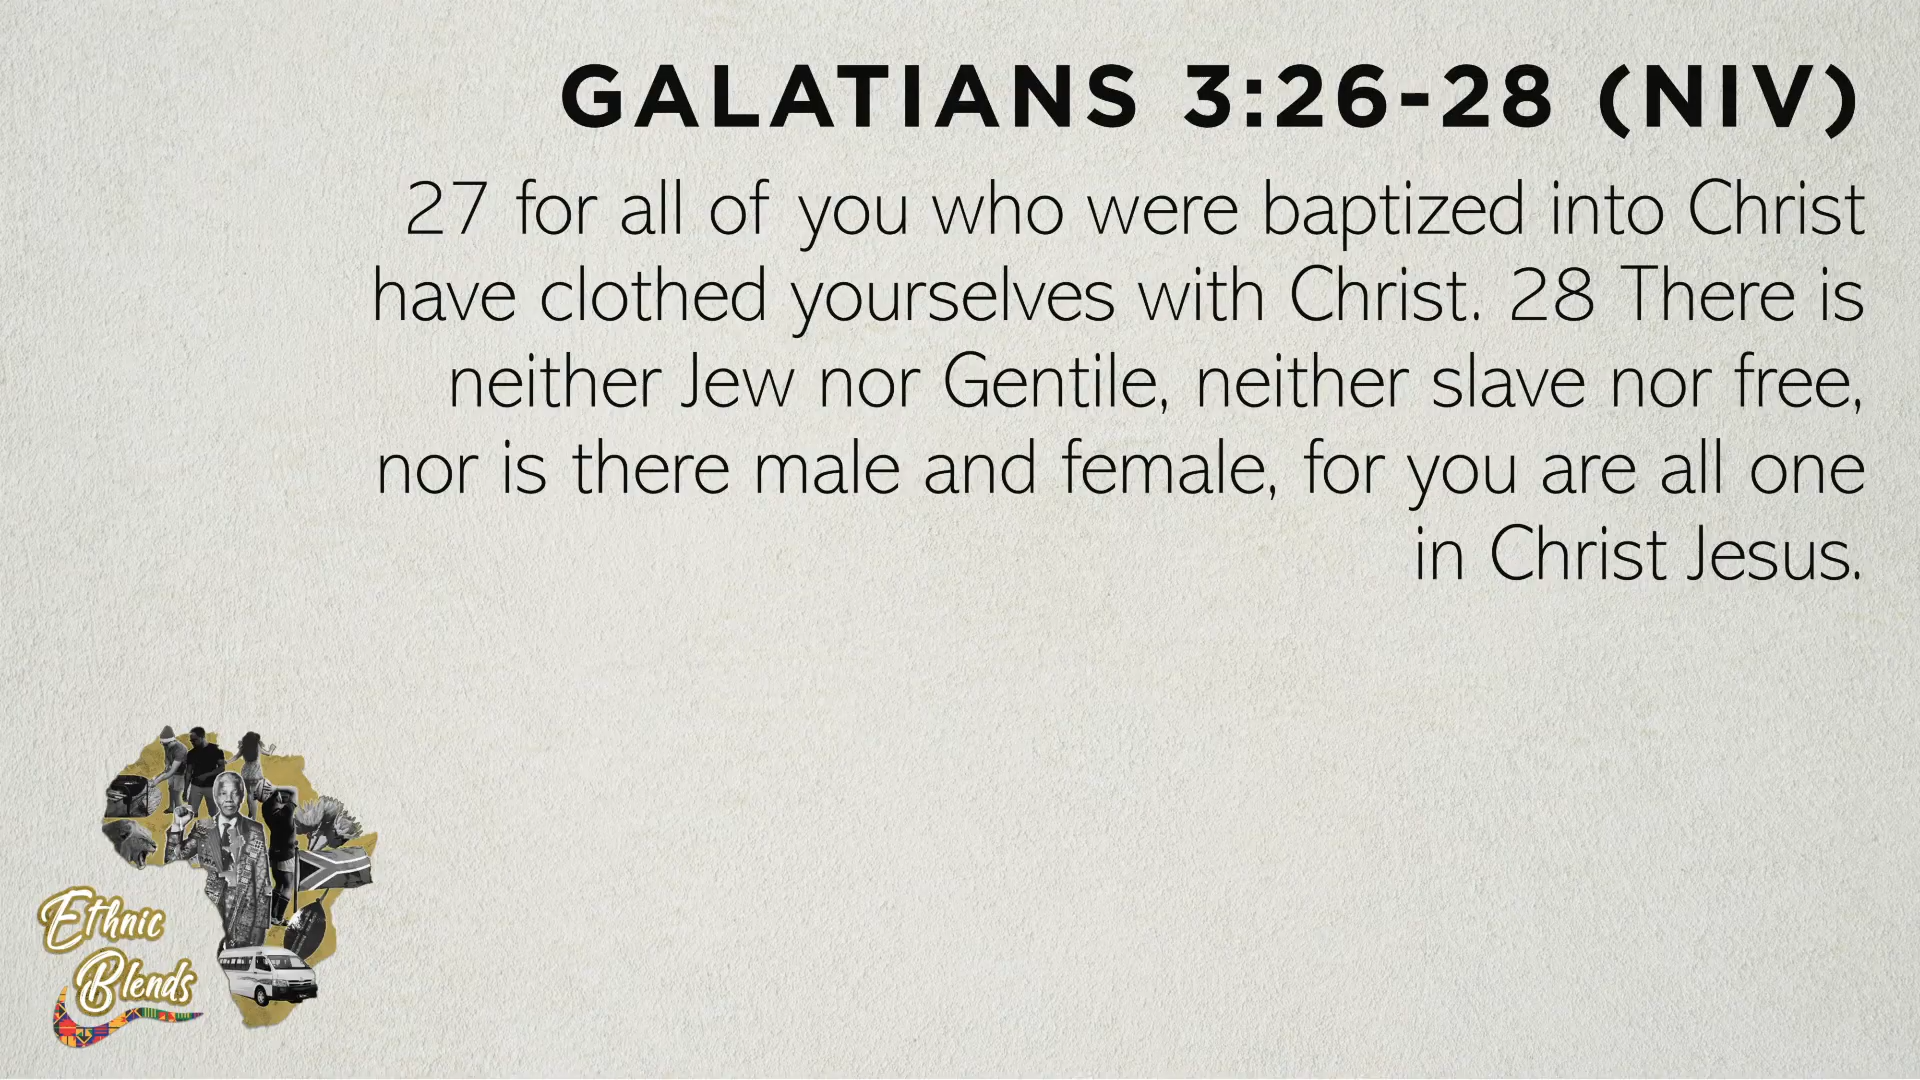 GALATIANS 3:26-28 (NIV)
27 for all of you who were baptized into Christ
have clothed yourselves with Christ. 28 There is
neither Jew nor Gentile, neither slave nor free,
nor is there male and female, for you are all one
in Christ Jesus.
Ethnic
Blends